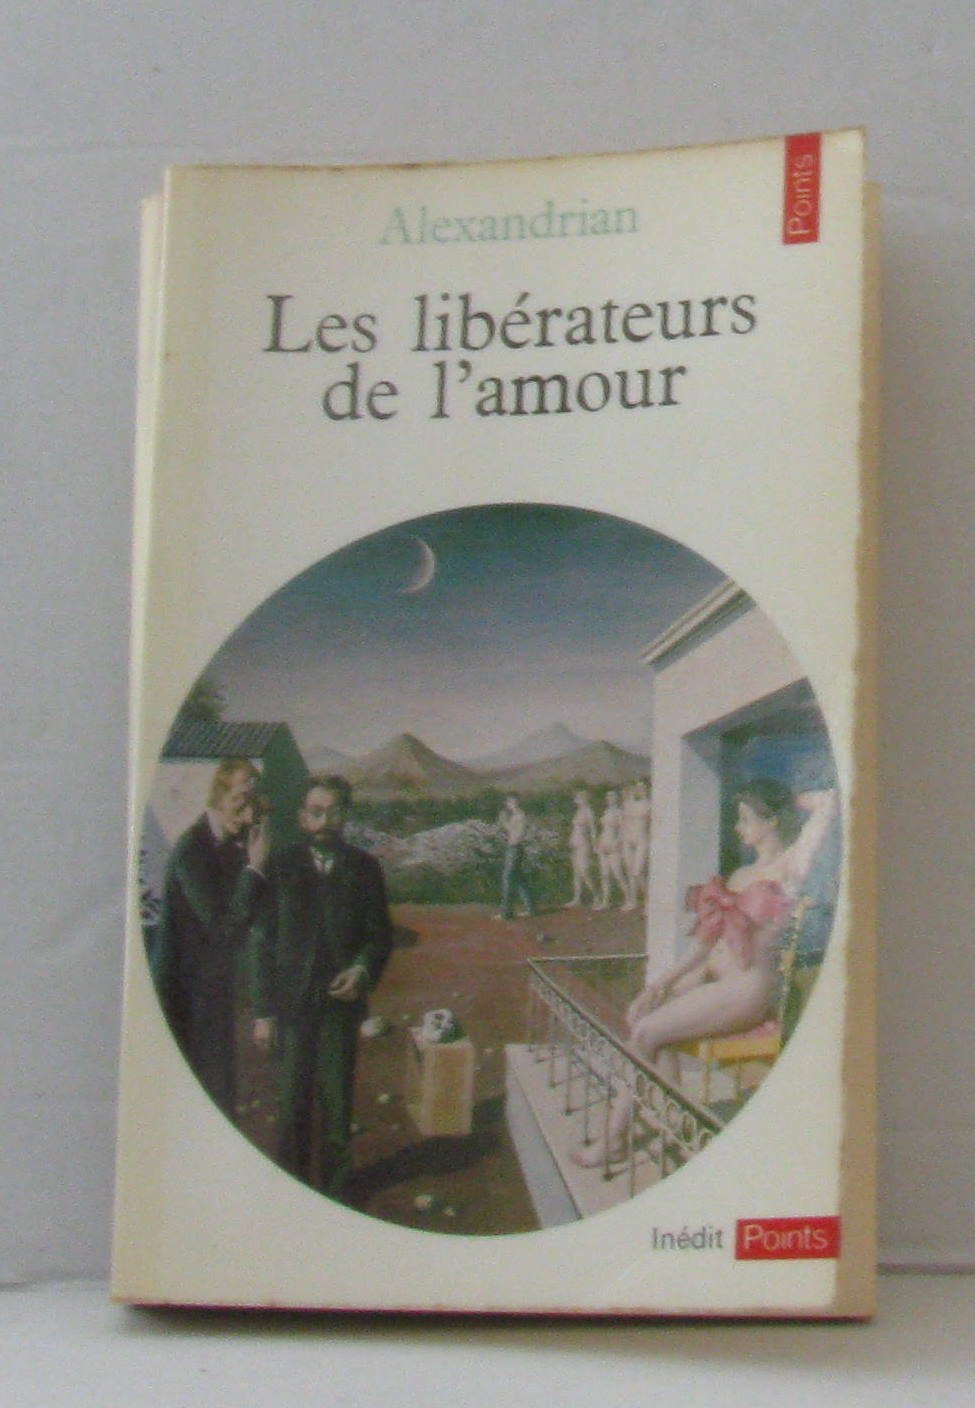 Points
Alexandrian
Les libérateurs
de l'amour
Inédit Points